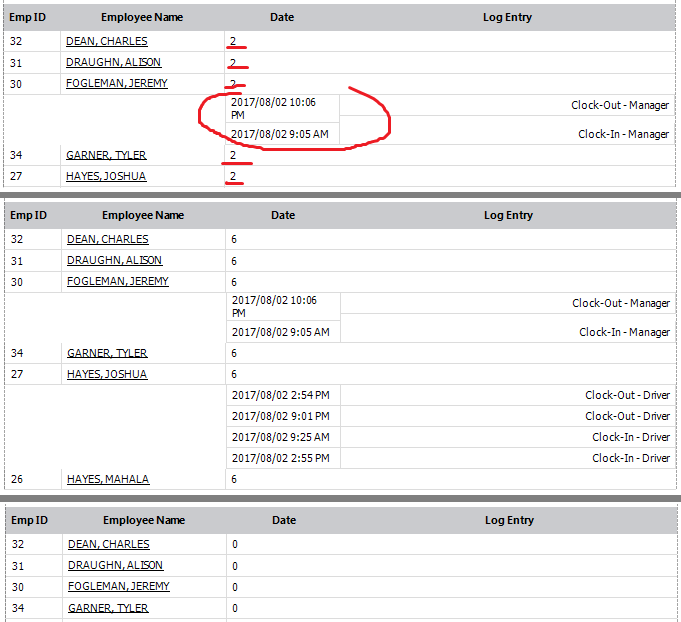 Emp ID Employee Name Date Log Entry
32 DEAN, CHARLES 2
31 DRAUGHN, ALISON 2
30 FOGLEMAN, JEREMY 2
2017/08/02 10:06 PM Clock-Out - Manager
2017/08/02 9:05 AM Clock-In - Manager
34 GARNER, TYLER 2
27 HAYES, JOSHUA 2
Emp ID Employee Name Date Log Entry
32 DEAN, CHARLES 6
31 DRAUGHN, ALISON 6
30 FOGLEMAN, JEREMY 6
2017/08/02 10:06 PM Clock-Out - Manager
2017/08/02 9:05 AM Clock-In - Manager
34 GARNER, TYLER 6
27 HAYES, JOSHUA 6
2017/08/02 2:54 PM Clock-Out - Driver
2017/08/02 9:01 PM Clock-Out - Driver
2017/08/02 9:25 AM Clock-In - Driver
2017/08/02 2:55 PM Clock-In - Driver
26 HAYES, MAHALA 6
Emp ID Employee Name Date Log Entry
32 DEAN, CHARLES 0
31 DRAUGHN, ALISON 0
30 FOGLEMAN, JEREMY 0
34 GARNER, TYLER 0